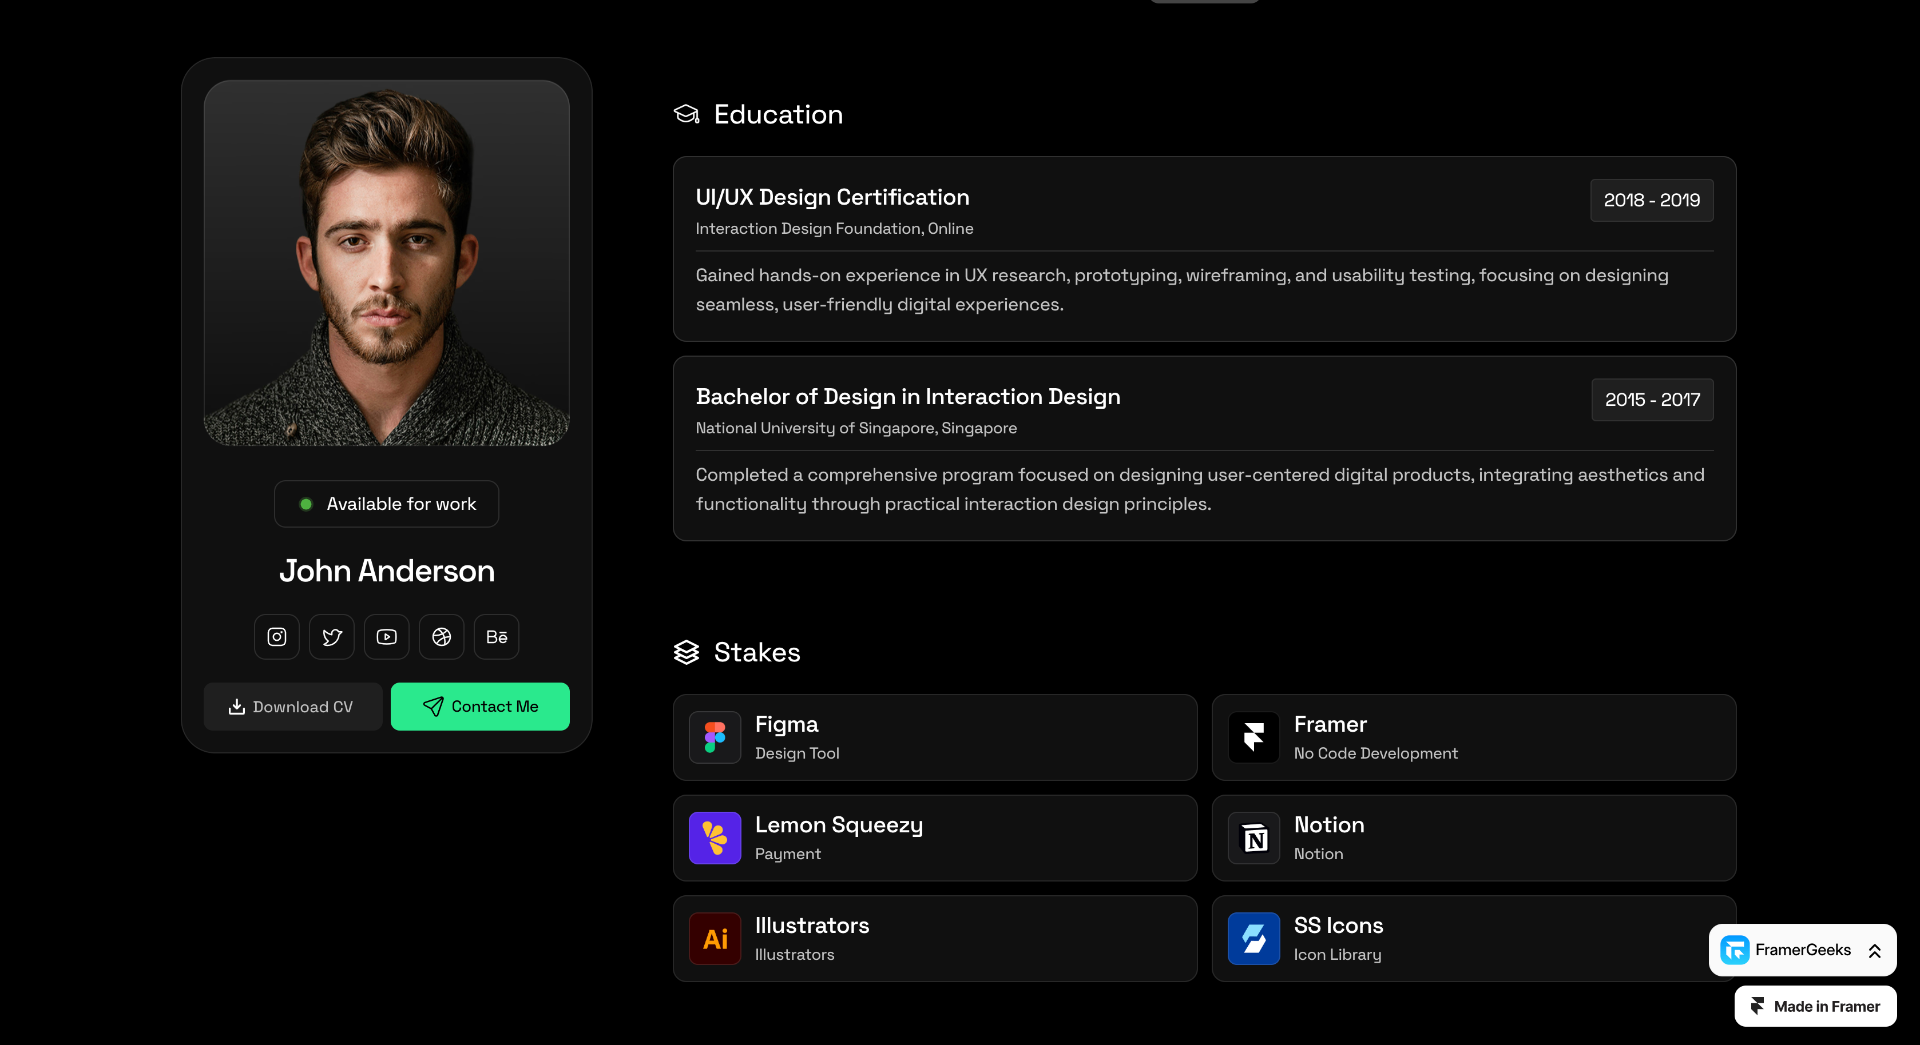 Available for work
John Anderson
Bē
Download CV
Contact Me
Education
UI/UX Design Certification
2018 - 2019
Interaction Design Foundation, Online
Gained hands-on experience in UX research, prototyping, wireframing, and usability testing, focusing on designing
seamless, user-friendly digital experiences.
Bachelor of Design in Interaction Design
2015 - 2017
National University of Singapore, Singapore
Completed a comprehensive program focused on designing user-centered digital products, integrating aesthetics and
functionality through practical interaction design principles.
Stakes
Figma
Design Tool
Framer
No Code Development
Lemon Squeezy
Payment
N
Notion
Notion
Ai
Illustrators
Illustrators
SS Icons
Icon Library
FramerGeeks
Made in Framer